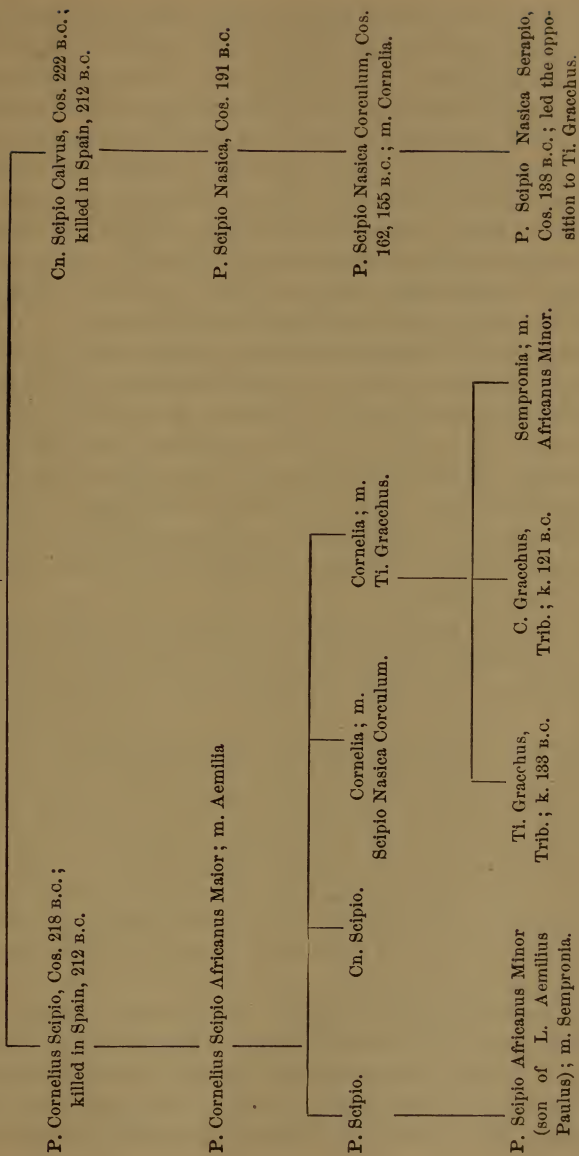 P. Cornelius Scipio, Cos. 218 B.C.;
killed in Spain, 212 B.C.
Cn. Scipio Calvus, Cos. 222 B.C.;
killed in Spain, 212 B.C.
P. Cornelius Scipio Africanus Maior; m. Aemilia
P. Scipio Nasica, Cos. 191 B.C.
P. Scipio.
Cn. Scipio.
Cornelia; m.
Scipio Nasica Corculum.
Cornelia; m.
Ti. Gracchus.
P. Scipio Nasica Corculum, Cos.
162, 155 B.C.; m. Cornelia.
P. Scipio Africanus Minor
(son of L. Aemilius
Paulus); m. Sempronia.
Ti. Gracchus,
Trib.; k. 133 B.C.
C. Gracchus,
Trib.; k. 121 B.C.
Sempronia; m.
Africanus Minor.
P. Scipio Nasica Serapio,
Cos. 138 B.C.; led the oppo-
sition to Ti. Gracchus.